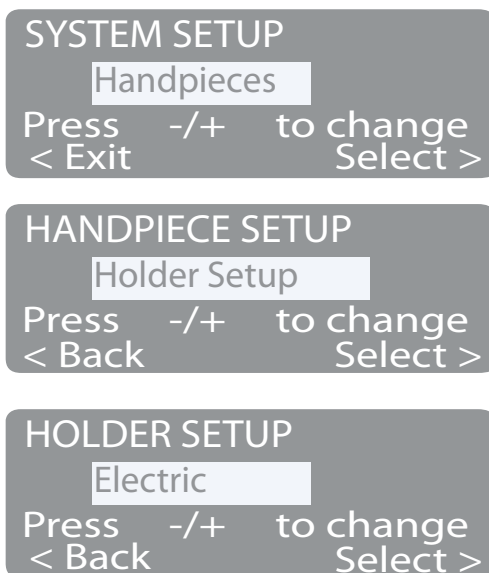 SYSTEM SETUP
Handpieces
Press -/+ to change
< Exit Select >
HANDPIECE SETUP
Holder Setup
Press -/+ to change
< Back Select >
HOLDER SETUP
Electric
Press -/+ to change
< Back Select >